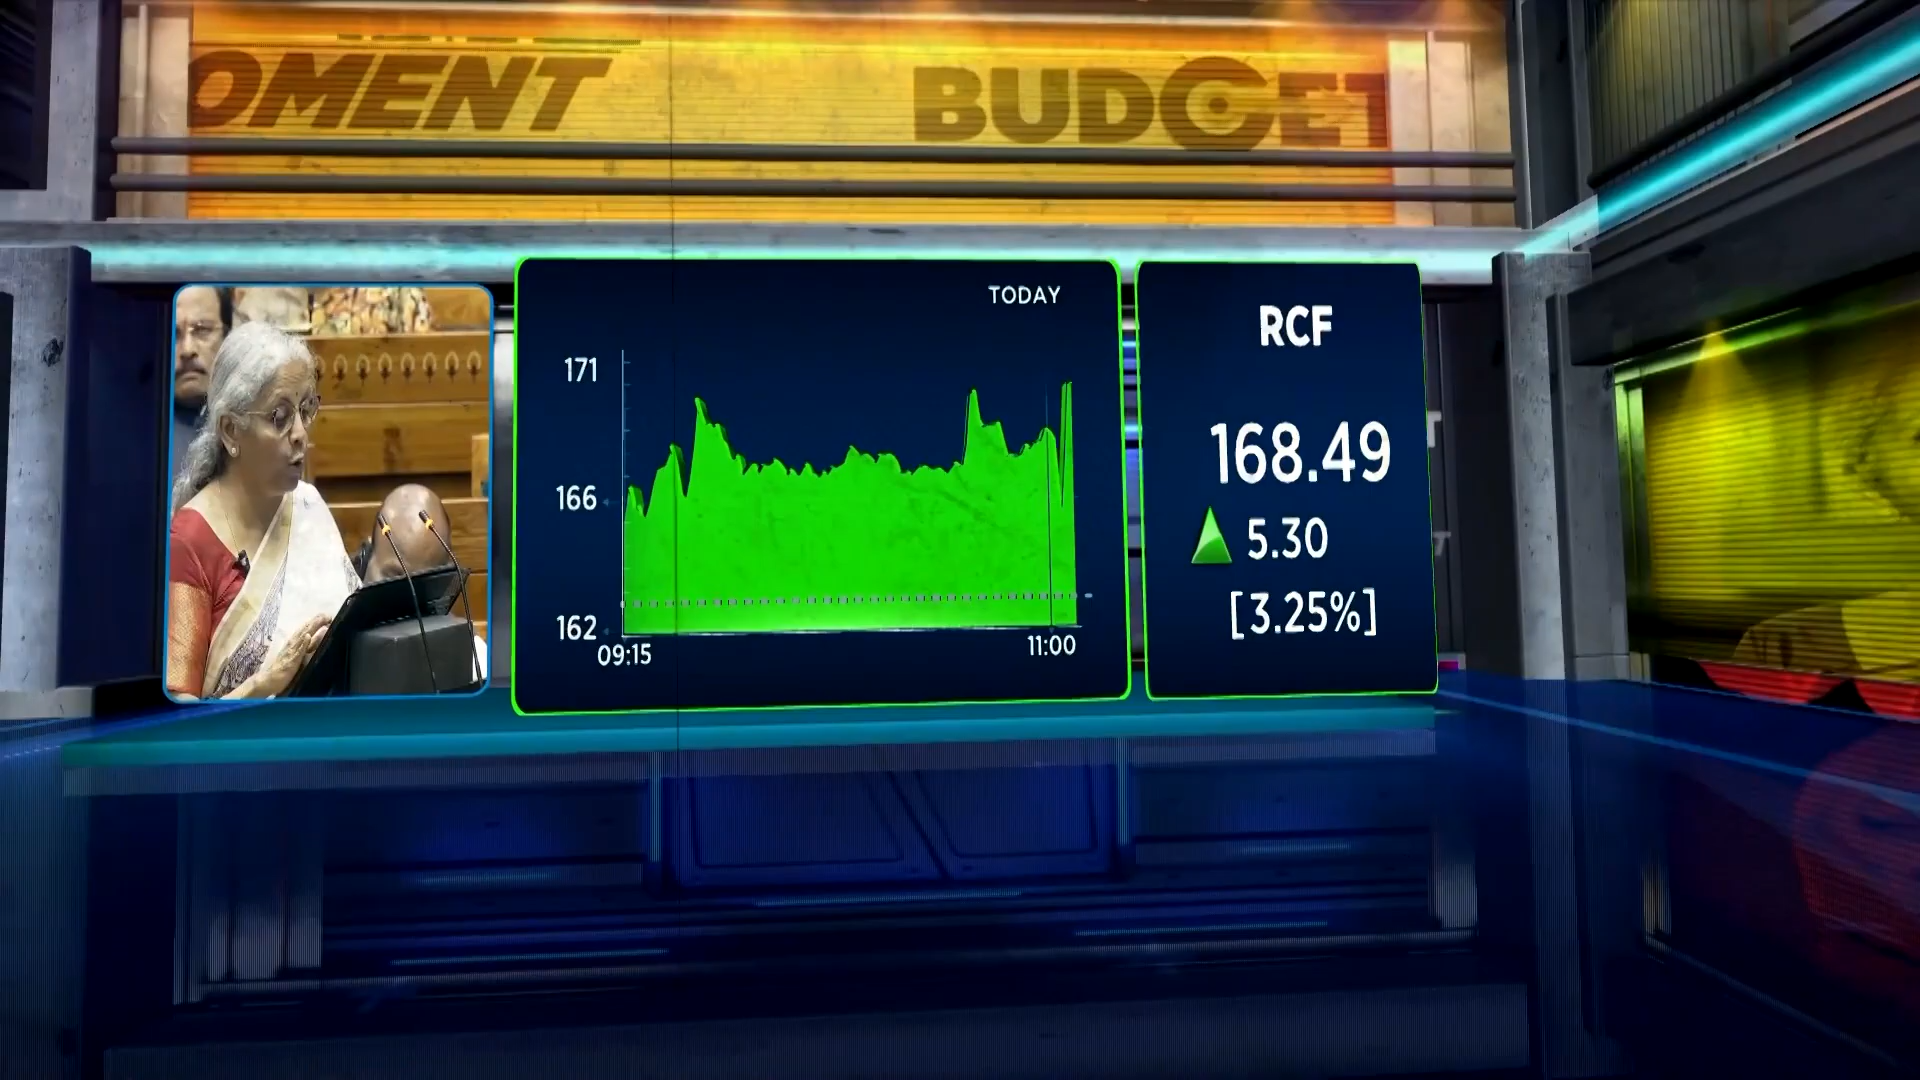 OMENT
BUDGET
TODAY
171
166
162
09:15
11:00
RCF
168.49
5.30
[3.25%]